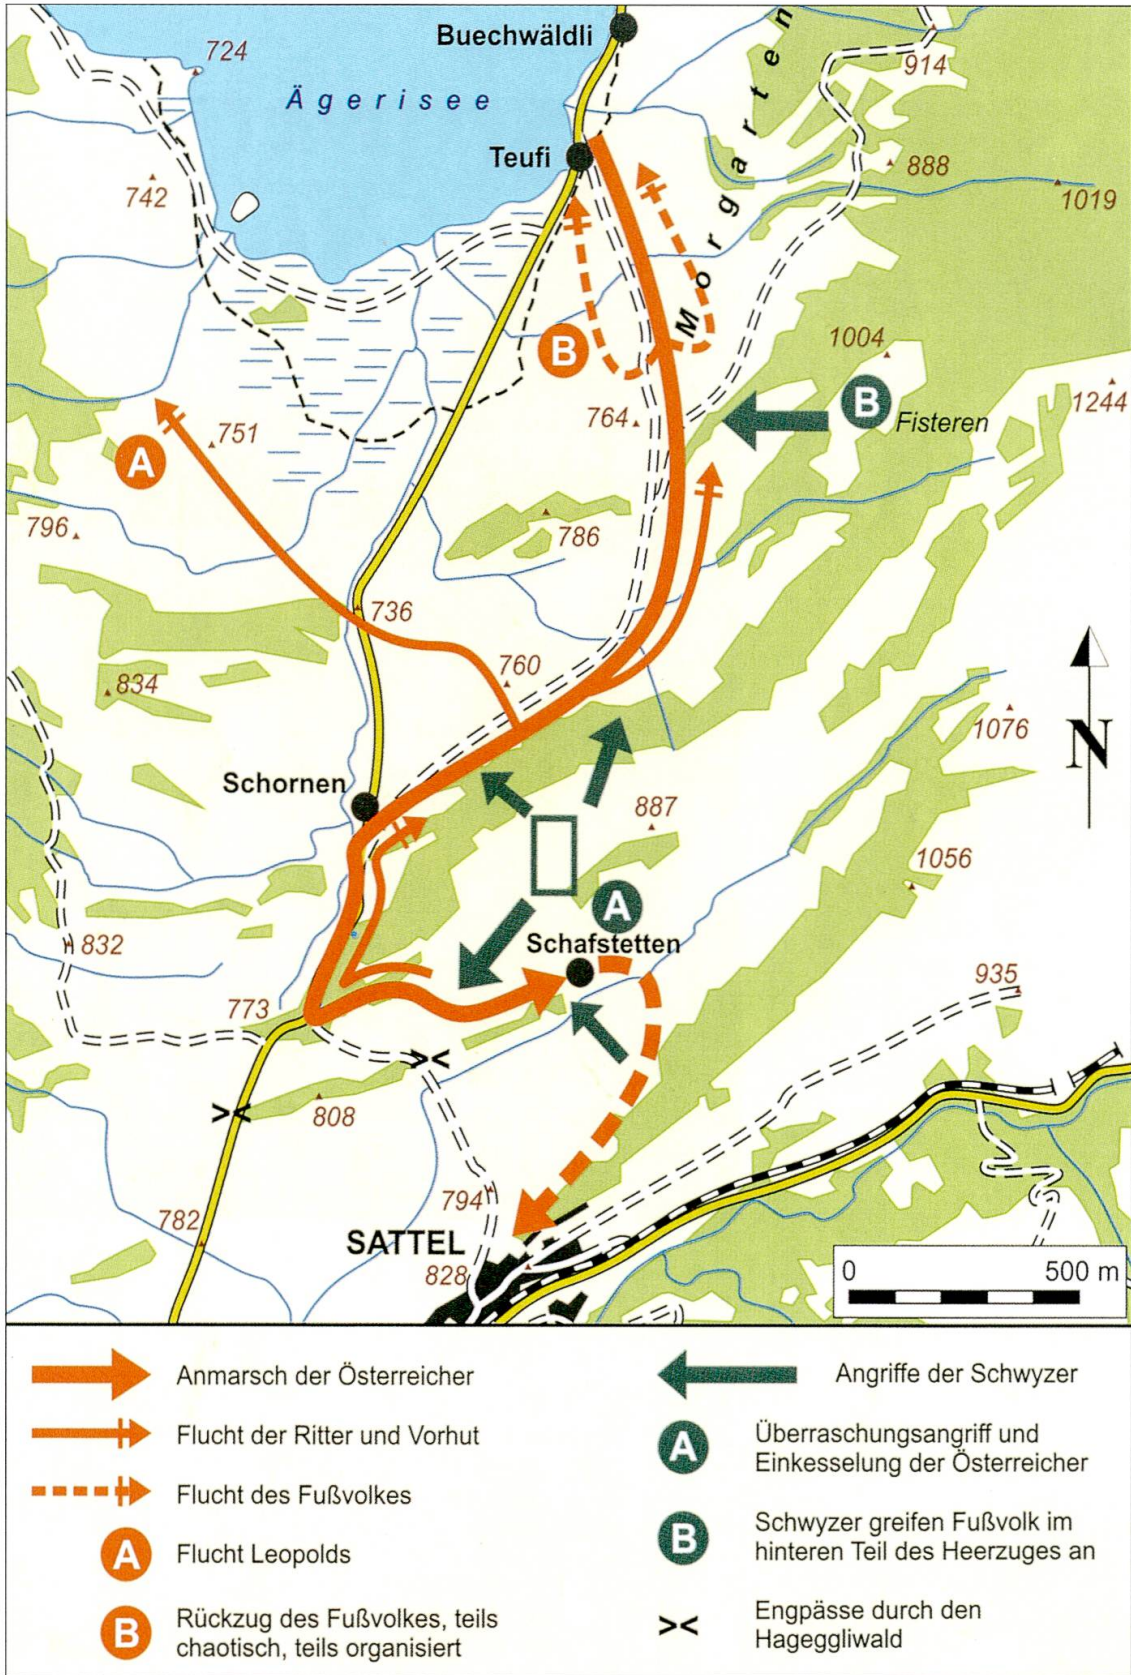 Buechwäldli
724
Ägerisee
914
Teufi
888
742
1019
Morgarten
B
1004
B
764
1244
Fisteren
751
A
796
786
736
760
834
1076
N
Schornen
887
1056
A
Schafstetten
832
935
773
808
794
782
SATTEL
828
0 500 m
Anmarsch der Österreicher
Flucht der Ritter und Vorhut
Flucht des Fußvolkes
A Flucht Leopolds
B Rückzug des Fußvolkes, teils
chaotisch, teils organisiert
Angriffe der Schwyzer
A Überraschungsangriff und
Einkesselung der Österreicher
B Schwyzer greifen Fußvolk im
hinteren Teil des Heerzuges an
>< Engpässe durch den
Hageggliwald